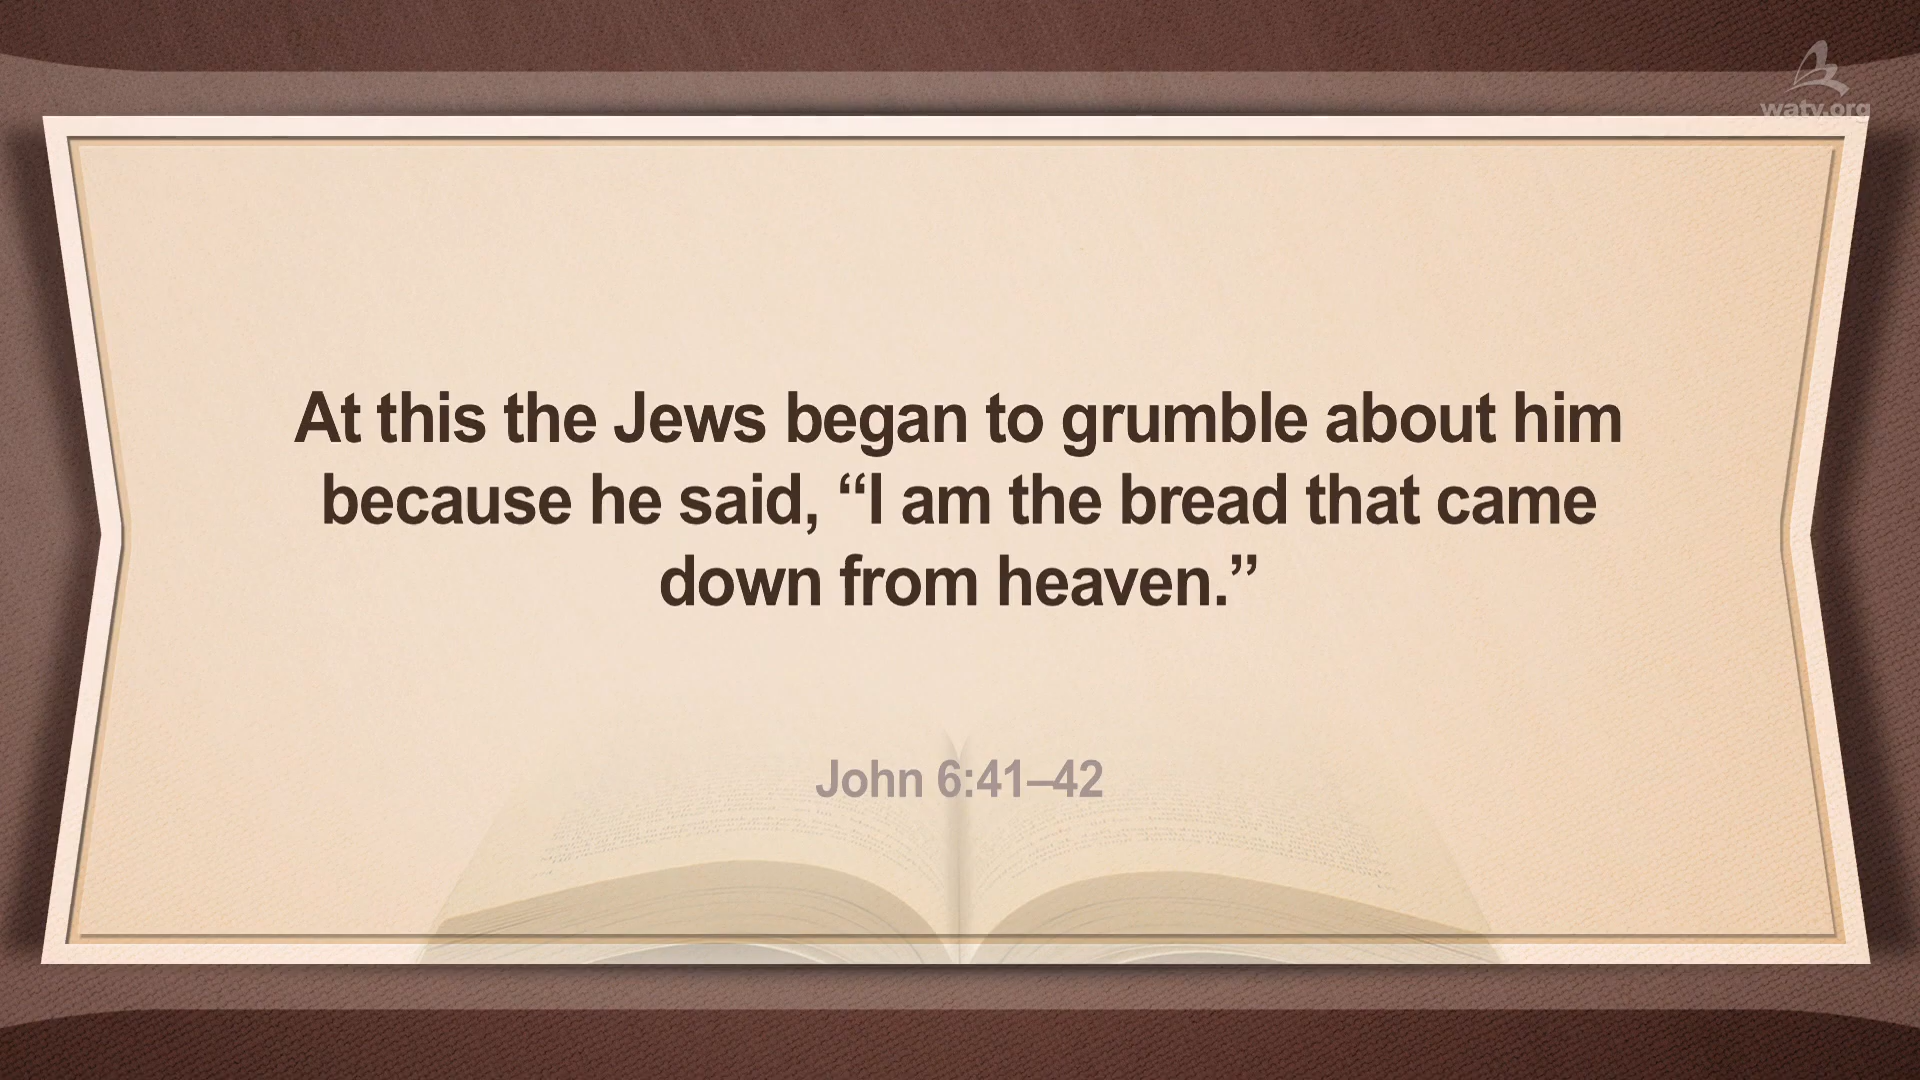 watv.org
At this the Jews began to grumble about him
because he said, “I am the bread that came
down from heaven.”
John 6:41–42